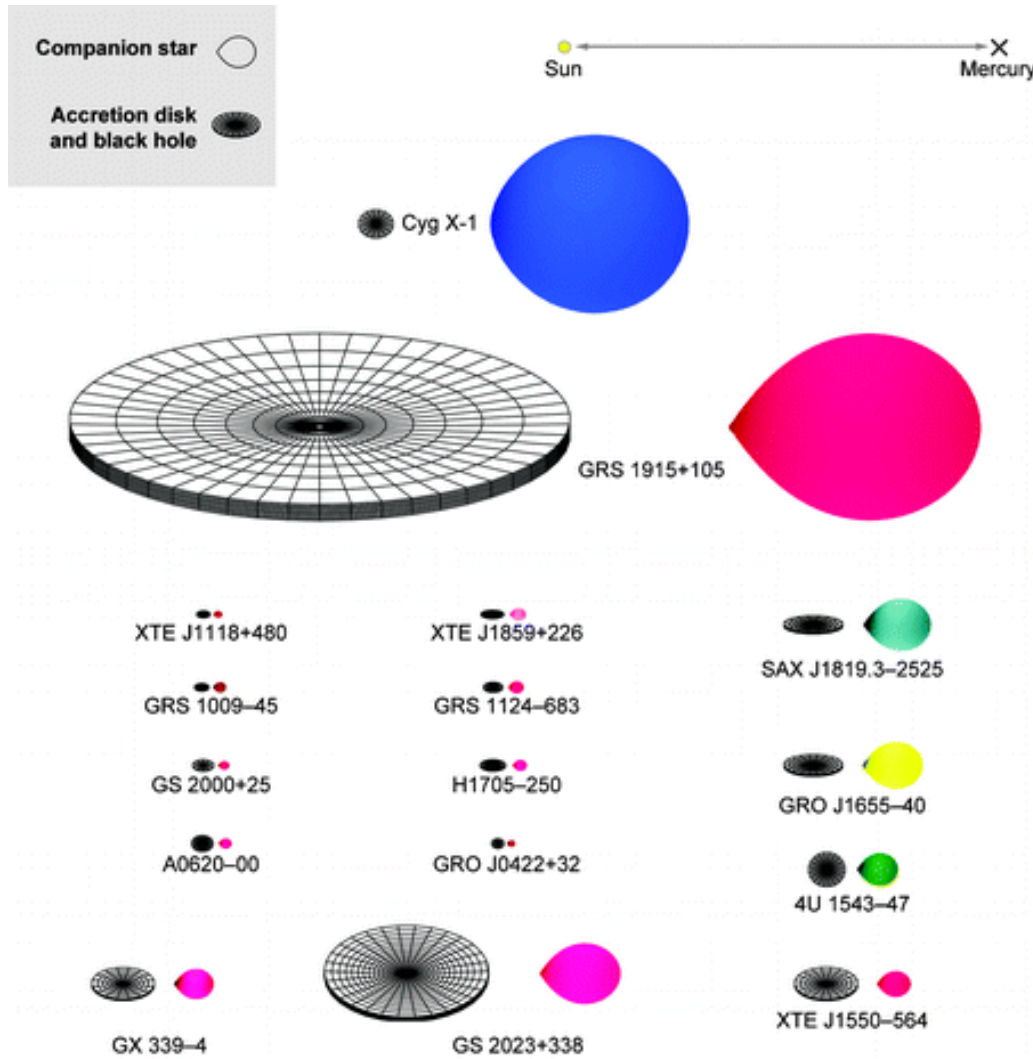 Companion star
Accretion disk
and black hole
Sun
Mercury
Cyg X-1
GRS 1915+105
XTE J1118+480
XTE J1859+226
SAX J1819.3–2525
GRS 1009–45
GRS 1124–683
GS 2000+25
H1705–250
GRO J1655–40
A0620–00
GRO J0422+32
4U 1543–47
GX 339–4
GS 2023+338
XTE J1550–564